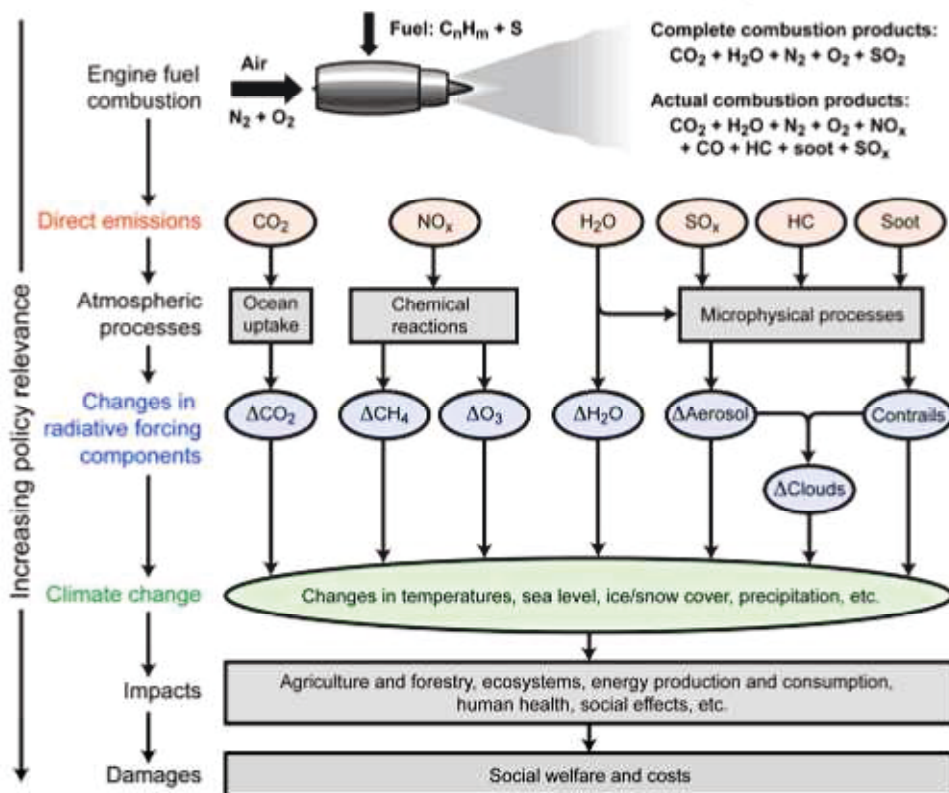 Fuel: CₙHₘ + S
Complete combustion products:
CO₂ + H₂O + N₂ + O₂ + SO₂
Engine fuel
combustion
Air
N₂ + O₂
Actual combustion products:
CO₂ + H₂O + N₂ + O₂ + NOₓ
+ CO + HC + soot + SOₓ
Increasing policy relevance
Direct emissions
CO₂
NOₓ
H₂O
SOₓ
HC
Soot
Atmospheric
processes
Ocean
uptake
Chemical
reactions
Microphysical processes
Changes in
radiative forcing
components
ΔCO₂
ΔCH₄
ΔO₃
ΔH₂O
ΔAerosol
Contrails
ΔClouds
Climate change
Changes in temperatures, sea level, ice/snow cover, precipitation, etc.
Impacts
Agriculture and forestry, ecosystems, energy production and consumption,
human health, social effects, etc.
Damages
Social welfare and costs